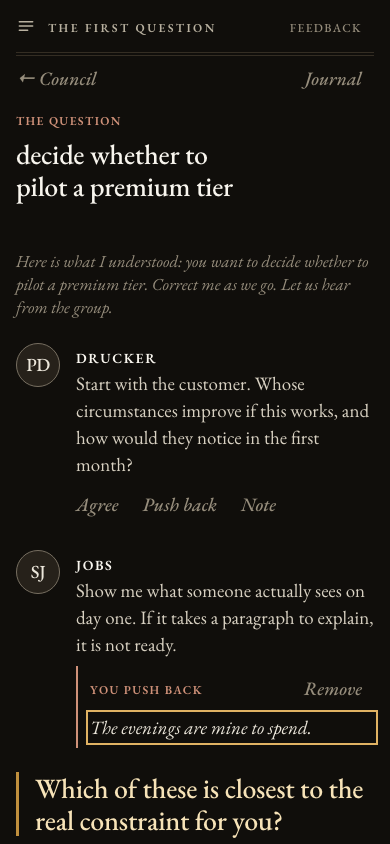 THE FIRST QUESTION
FEEDBACK
← Council
Journal
THE QUESTION
decide whether to
pilot a premium tier
Here is what I understood: you want to decide whether to
pilot a premium tier. Correct me as we go. Let us hear
from the group.
PD
DRUCKER
Start with the customer. Whose
circumstances improve if this works, and
how would they notice in the first
month?
Agree Push back Note
SJ
JOBS
Show me what someone actually sees on
day one. If it takes a paragraph to explain,
it is not ready.
YOU PUSH BACK
Remove
The evenings are mine to spend.
Which of these is closest to the
real constraint for you?